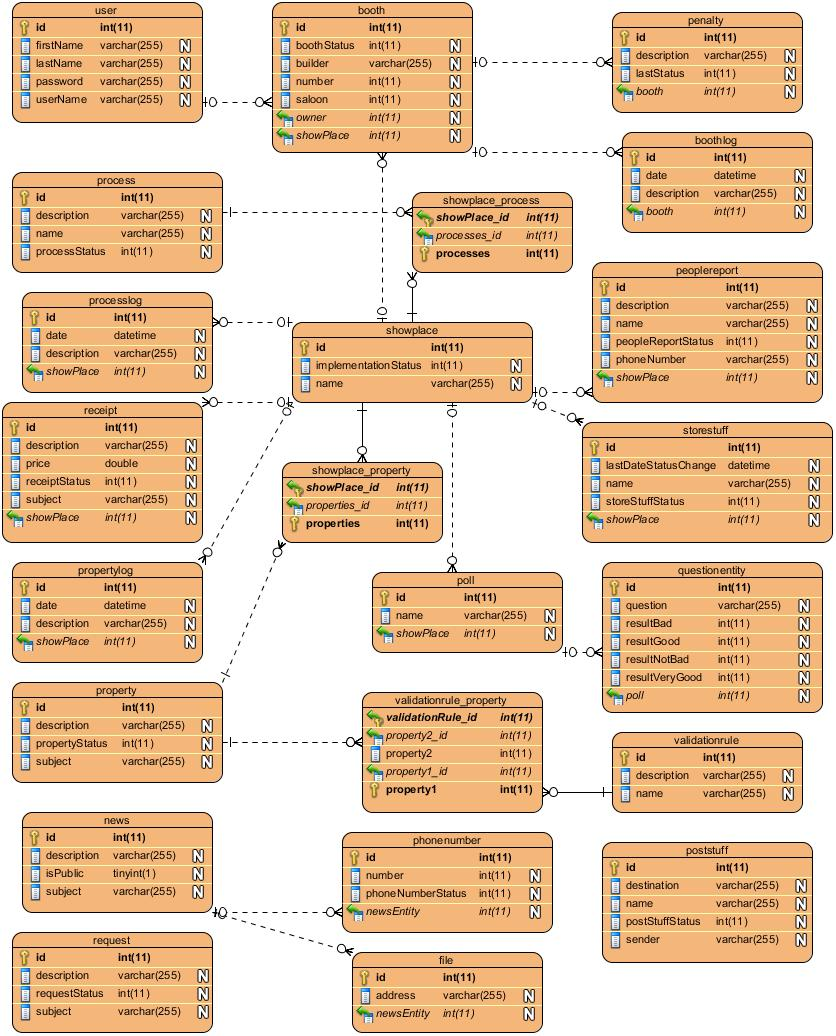 user
id int(11)
firstName varchar(255) N
lastName varchar(255) N
password varchar(255) N
userName varchar(255) N
booth
id int(11)
boothStatus int(11) N
builder varchar(255) N
number int(11) N
saloon int(11) N
owner int(11) N
showPlace int(11) N
penalty
id int(11)
description varchar(255) N
lastStatus int(11) N
booth int(11) N
boothlog
id int(11)
date datetime N
description varchar(255) N
booth int(11) N
process
id int(11)
description varchar(255) N
name varchar(255) N
processStatus int(11) N
showplace_process
showPlace_id int(11)
processes_id int(11)
processes int(11)
peoplereport
id int(11)
description varchar(255) N
name varchar(255) N
peopleReportStatus int(11) N
phoneNumber varchar(255) N
showPlace int(11) N
processlog
id int(11)
date datetime N
description varchar(255) N
showPlace int(11) N
showplace
id int(11)
implementationStatus int(11) N
name varchar(255) N
receipt
id int(11)
description varchar(255) N
price double N
receiptStatus int(11) N
subject varchar(255) N
showPlace int(11) N
storestuff
id int(11)
lastDateStatusChange datetime N
name varchar(255) N
storeStuffStatus int(11) N
showPlace int(11) N
showplace_property
showPlace_id int(11)
properties_id int(11)
properties int(11)
propertylog
id int(11)
date datetime N
description varchar(255) N
showPlace int(11) N
poll
id int(11)
name varchar(255) N
showPlace int(11) N
questionentity
id int(11)
question varchar(255) N
resultBad int(11) N
resultGood int(11) N
resultNotBad int(11) N
resultVeryGood int(11) N
poll int(11) N
property
id int(11)
description varchar(255) N
propertyStatus int(11) N
subject varchar(255) N
validationrule_property
validationRule_id int(11)
property2_id int(11)
property2 int(11)
property1_id int(11)
property1 int(11)
validationrule
id int(11)
description varchar(255) N
name varchar(255) N
news
id int(11)
description varchar(255) N
isPublic tinyint(1) N
subject varchar(255) N
phonenumber
id int(11)
number int(11) N
phoneNumberStatus int(11) N
newsEntity int(11) N
poststuff
id int(11)
destination varchar(255) N
name varchar(255) N
postStuffStatus int(11) N
sender varchar(255) N
request
id int(11)
description varchar(255) N
requestStatus int(11) N
subject varchar(255) N
file
id int(11)
address varchar(255) N
newsEntity int(11) N